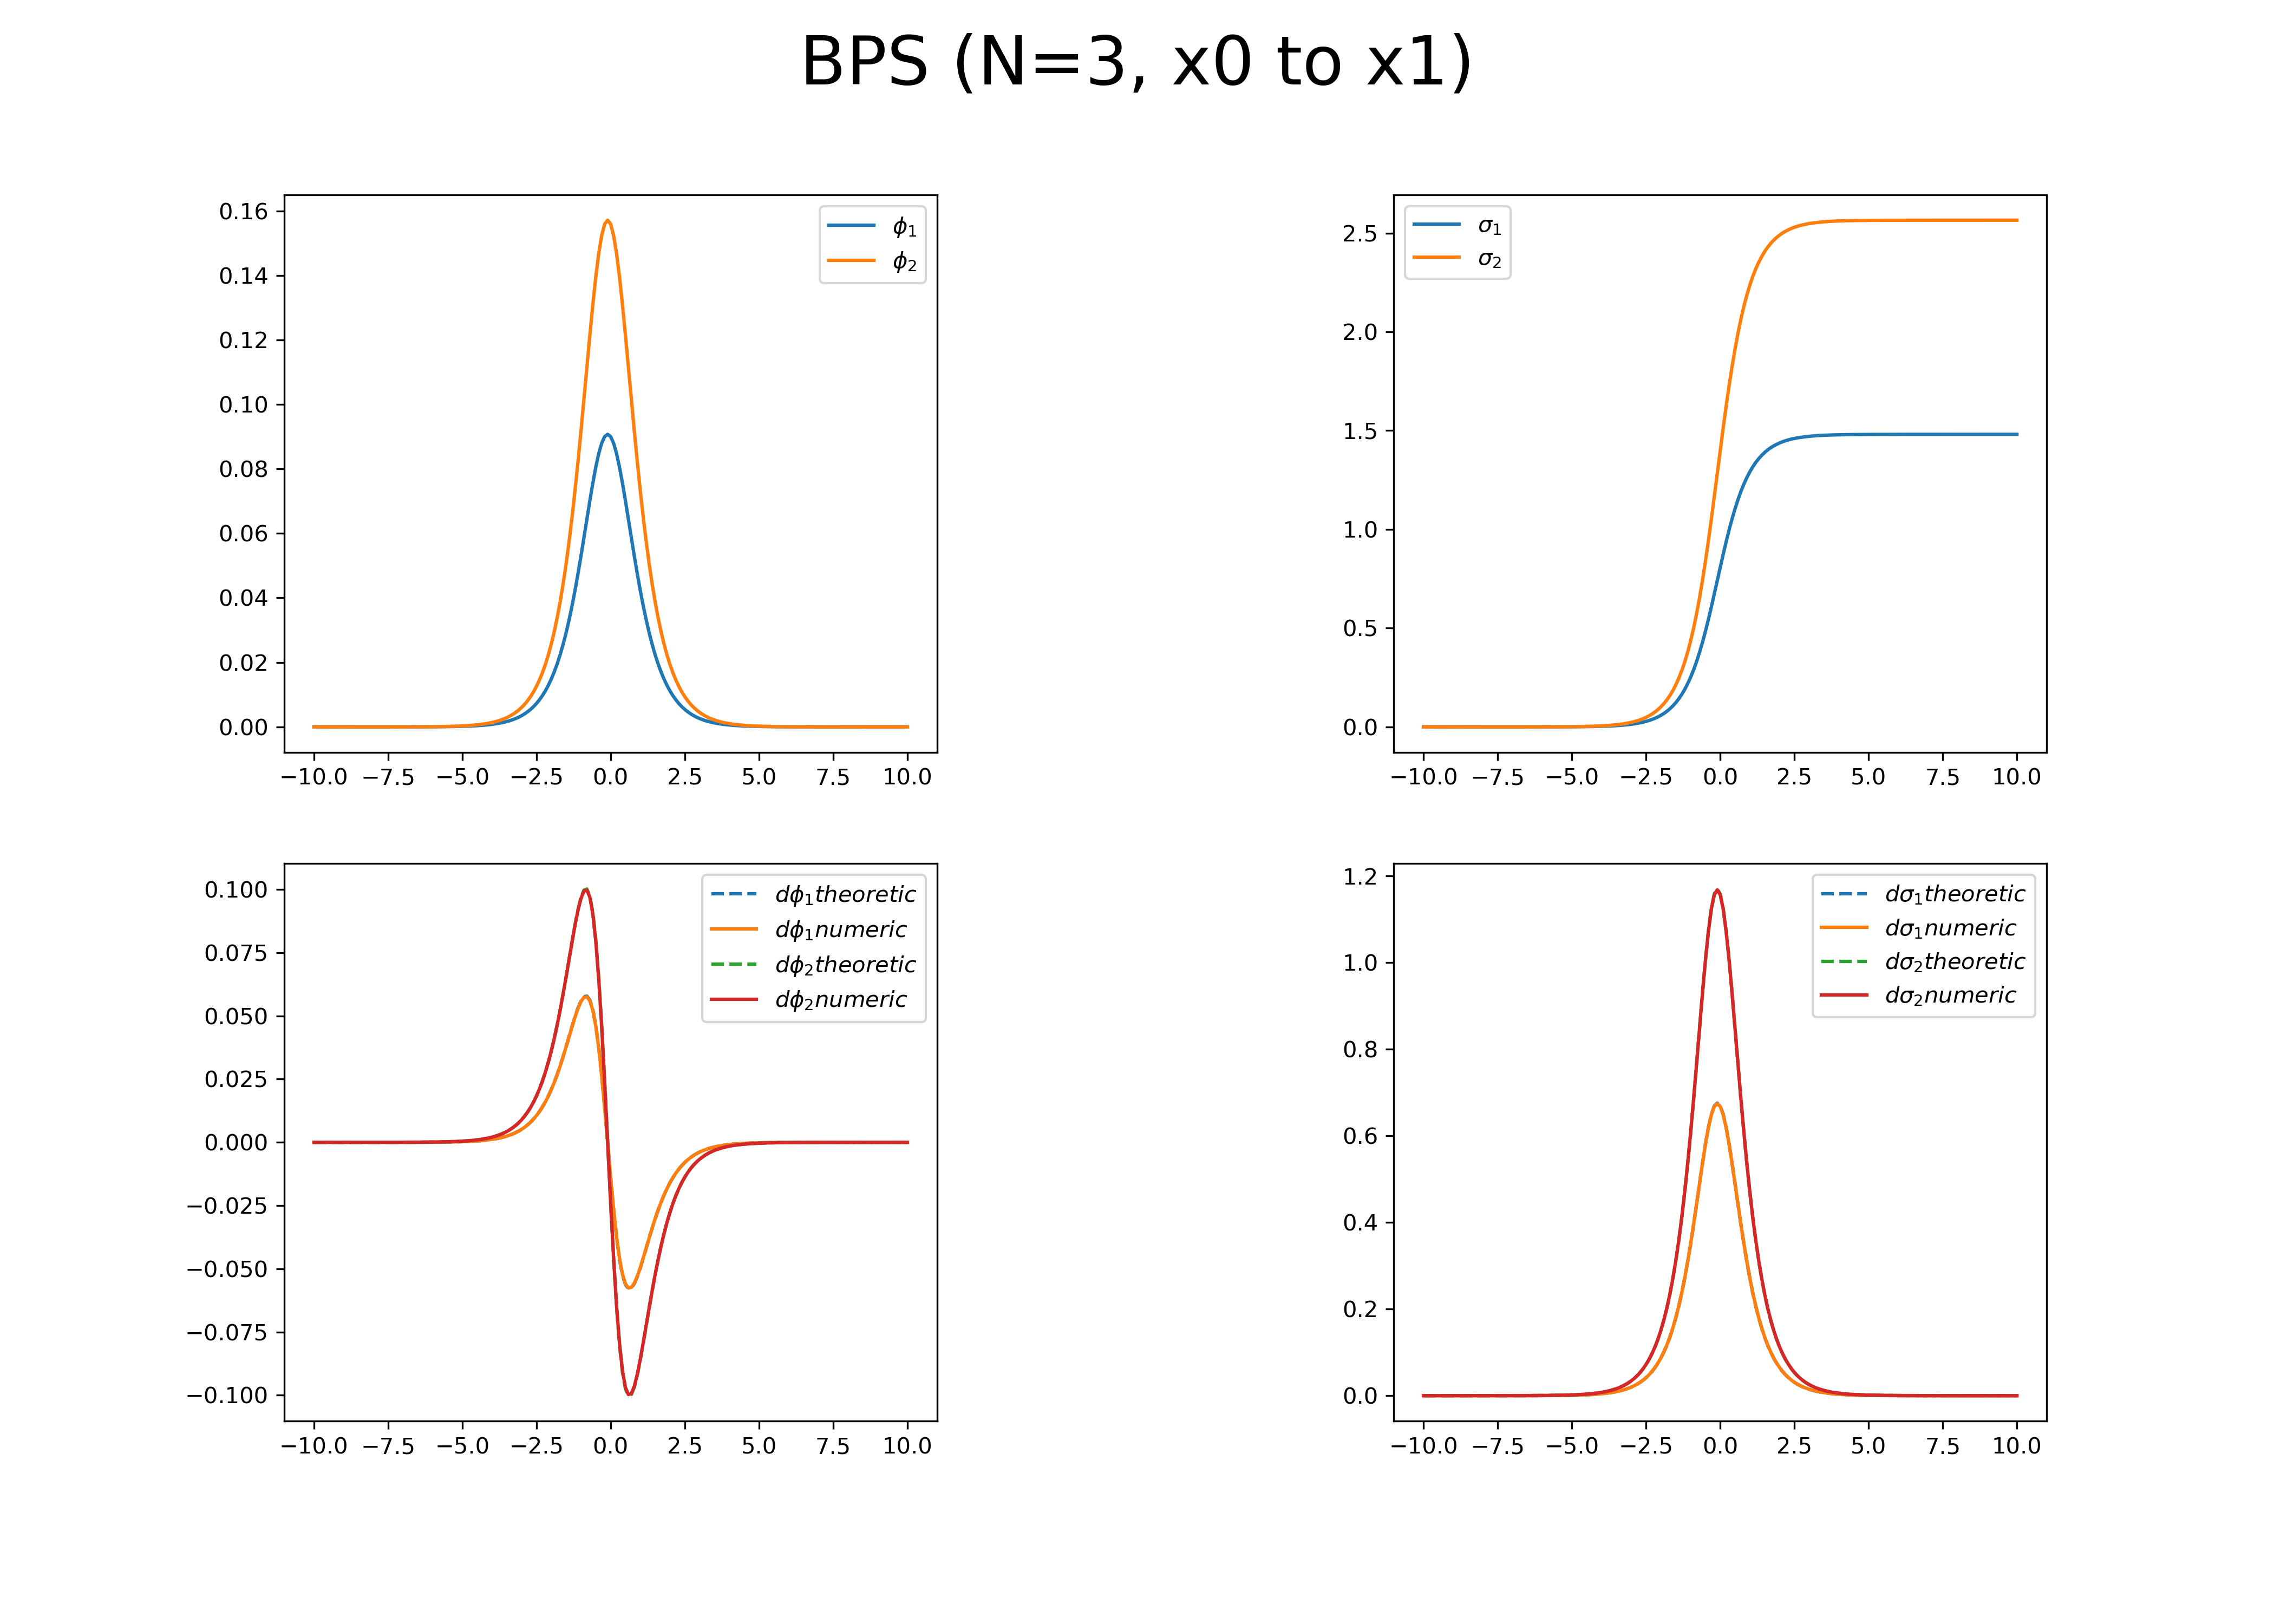 BPS (N=3, x0 to x1)
0.16
0.14
0.12
0.10
0.08
0.06
0.04
0.02
0.00
−10.0 −7.5 −5.0 −2.5 0.0 2.5 5.0 7.5 10.0
ϕ₁
ϕ₂
2.5
2.0
1.5
1.0
0.5
0.0
−10.0 −7.5 −5.0 −2.5 0.0 2.5 5.0 7.5 10.0
σ₁
σ₂
0.100
0.075
0.050
0.025
0.000
−0.025
−0.050
−0.075
−0.100
−10.0 −7.5 −5.0 −2.5 0.0 2.5 5.0 7.5 10.0
dϕ₁theoretic
dϕ₁numeric
dϕ₂theoretic
dϕ₂numeric
1.2
1.0
0.8
0.6
0.4
0.2
0.0
−10.0 −7.5 −5.0 −2.5 0.0 2.5 5.0 7.5 10.0
dσ₁theoretic
dσ₁numeric
dσ₂theoretic
dσ₂numeric